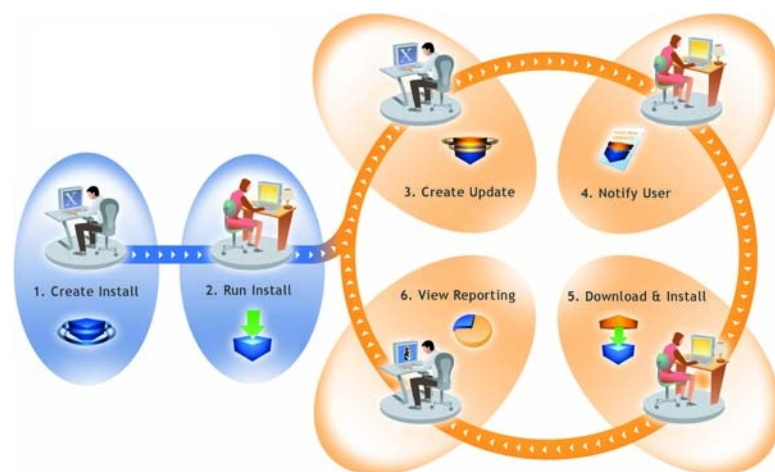 1. Create Install
2. Run Install
3. Create Update
4. Notify User
5. Download & Install
6. View Reporting
X
X